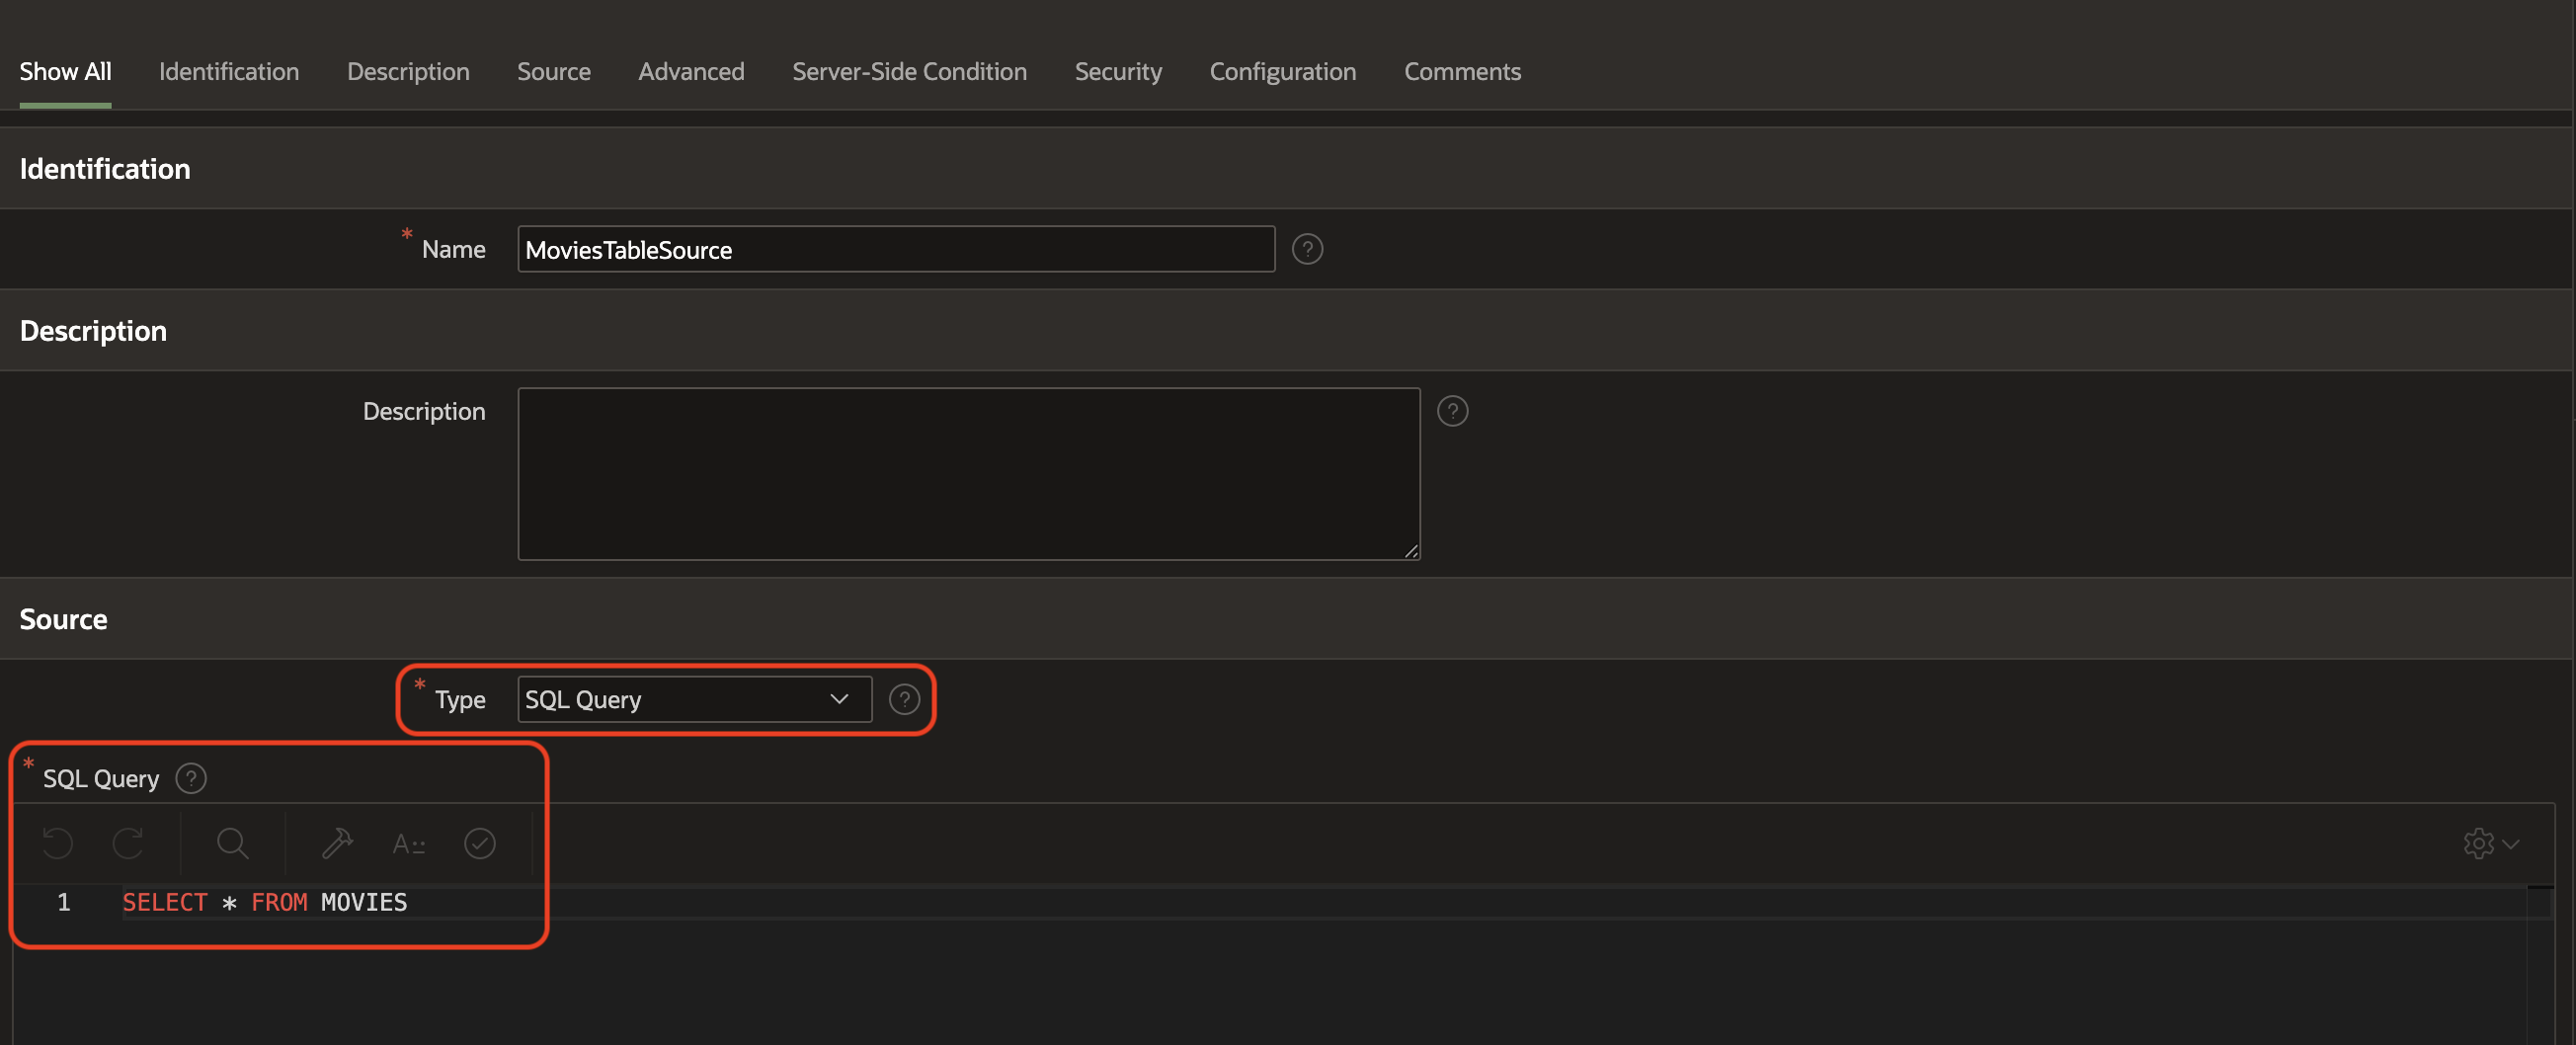 Show All Identification Description Source Advanced Server-Side Condition Security Configuration Comments
Identification
* Name MoviesTableSource ?
Description
Description ?
Source
* Type SQL Query ?
* SQL Query ?
A
1 SELECT * FROM MOVIES